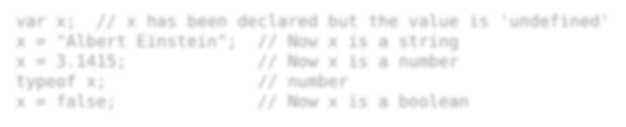 var x;  // x has been declared but the value is 'undefined'
x = "Albert Einstein";  // Now x is a string
x = 3.1415;             // Now x is a number
typeof x;               // number
x = false;              // Now x is a boolean